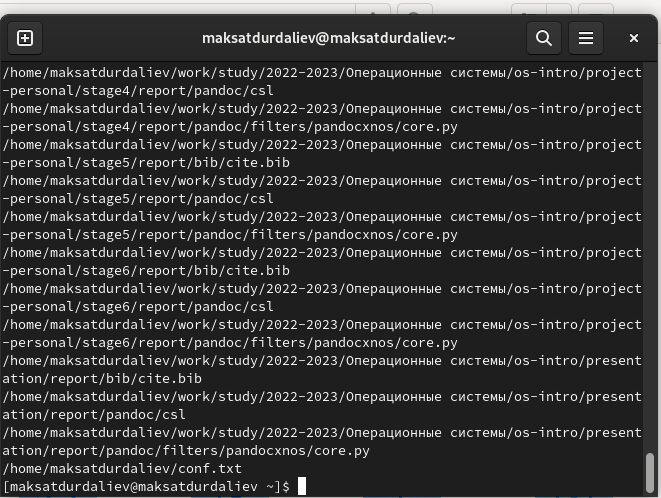 maksatdurdaliev@maksatdurdaliev:~
/home/maksatdurdaliev/work/study/2022-2023/Операционные системы/os-intro/project
-personal/stage4/report/pandoc/csl
/home/maksatdurdaliev/work/study/2022-2023/Операционные системы/os-intro/project
-personal/stage4/report/pandoc/filters/pandocxnos/core.py
/home/maksatdurdaliev/work/study/2022-2023/Операционные системы/os-intro/project
-personal/stage5/report/bib/cite.bib
/home/maksatdurdaliev/work/study/2022-2023/Операционные системы/os-intro/project
-personal/stage5/report/pandoc/csl
/home/maksatdurdaliev/work/study/2022-2023/Операционные системы/os-intro/project
-personal/stage5/report/pandoc/filters/pandocxnos/core.py
/home/maksatdurdaliev/work/study/2022-2023/Операционные системы/os-intro/project
-personal/stage6/report/bib/cite.bib
/home/maksatdurdaliev/work/study/2022-2023/Операционные системы/os-intro/project
-personal/stage6/report/pandoc/csl
/home/maksatdurdaliev/work/study/2022-2023/Операционные системы/os-intro/project
-personal/stage6/report/pandoc/filters/pandocxnos/core.py
/home/maksatdurdaliev/work/study/2022-2023/Операционные системы/os-intro/present
ation/report/bib/cite.bib
/home/maksatdurdaliev/work/study/2022-2023/Операционные системы/os-intro/present
ation/report/pandoc/csl
/home/maksatdurdaliev/work/study/2022-2023/Операционные системы/os-intro/present
ation/report/pandoc/filters/pandocxnos/core.py
/home/maksatdurdaliev/conf.txt
[maksatdurdaliev@maksatdurdaliev ~]$